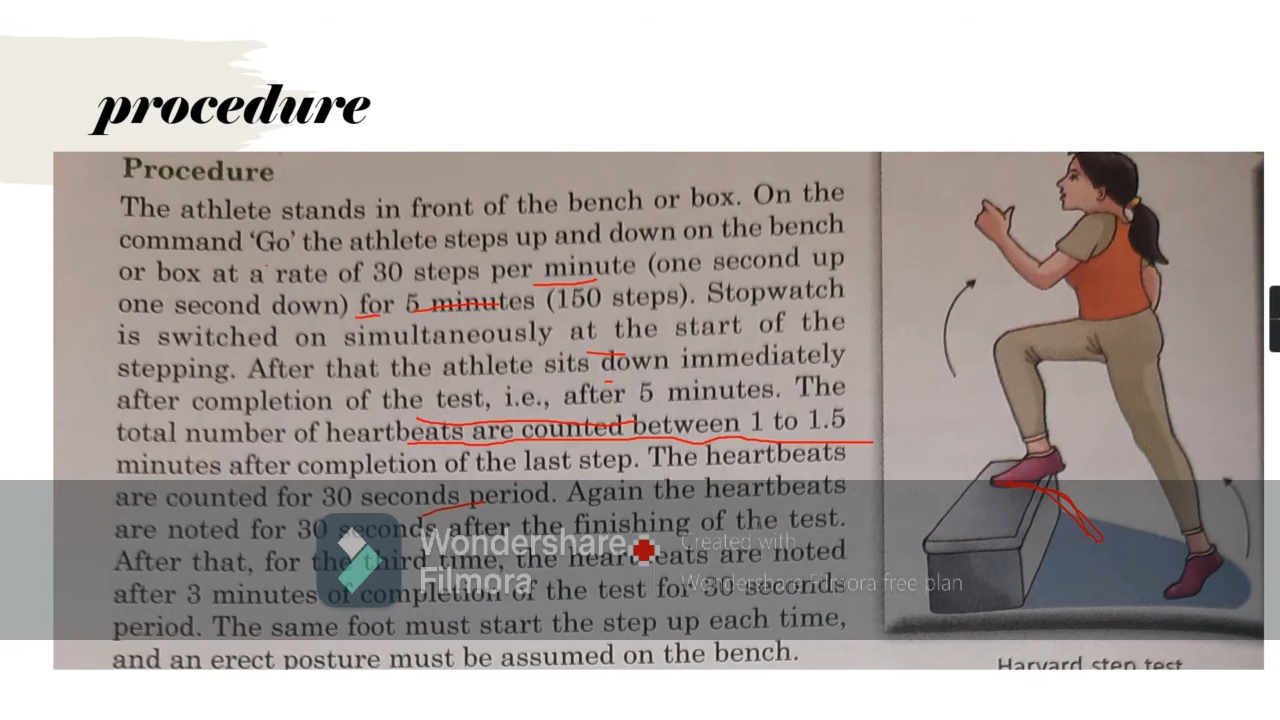 procedure
Procedure
The athlete stands in front of the bench or box. On the
command ‘Go’ the athlete steps up and down on the bench
or box at a rate of 30 steps per minute (one second up
one second down) for 5 minutes (150 steps). Stopwatch
is switched on simultaneously at the start of the
stepping. After that the athlete sits down immediately
after completion of the test, i.e., after 5 minutes. The
total number of heartbeats are counted between 1 to 1.5
minutes after completion of the last step. The heartbeats
are counted for 30 seconds period. Again the heartbeats
are noted for 30 seconds after the finishing of the test.
After that, for the third time, the heartbeats are noted
after 3 minutes of completion of the test for 30 seconds
period. The same foot must start the step up each time,
and an erect posture must be assumed on the bench.
Harvard step test
Wondershare
Filmora
Created with
Wondershare Filmora free plan